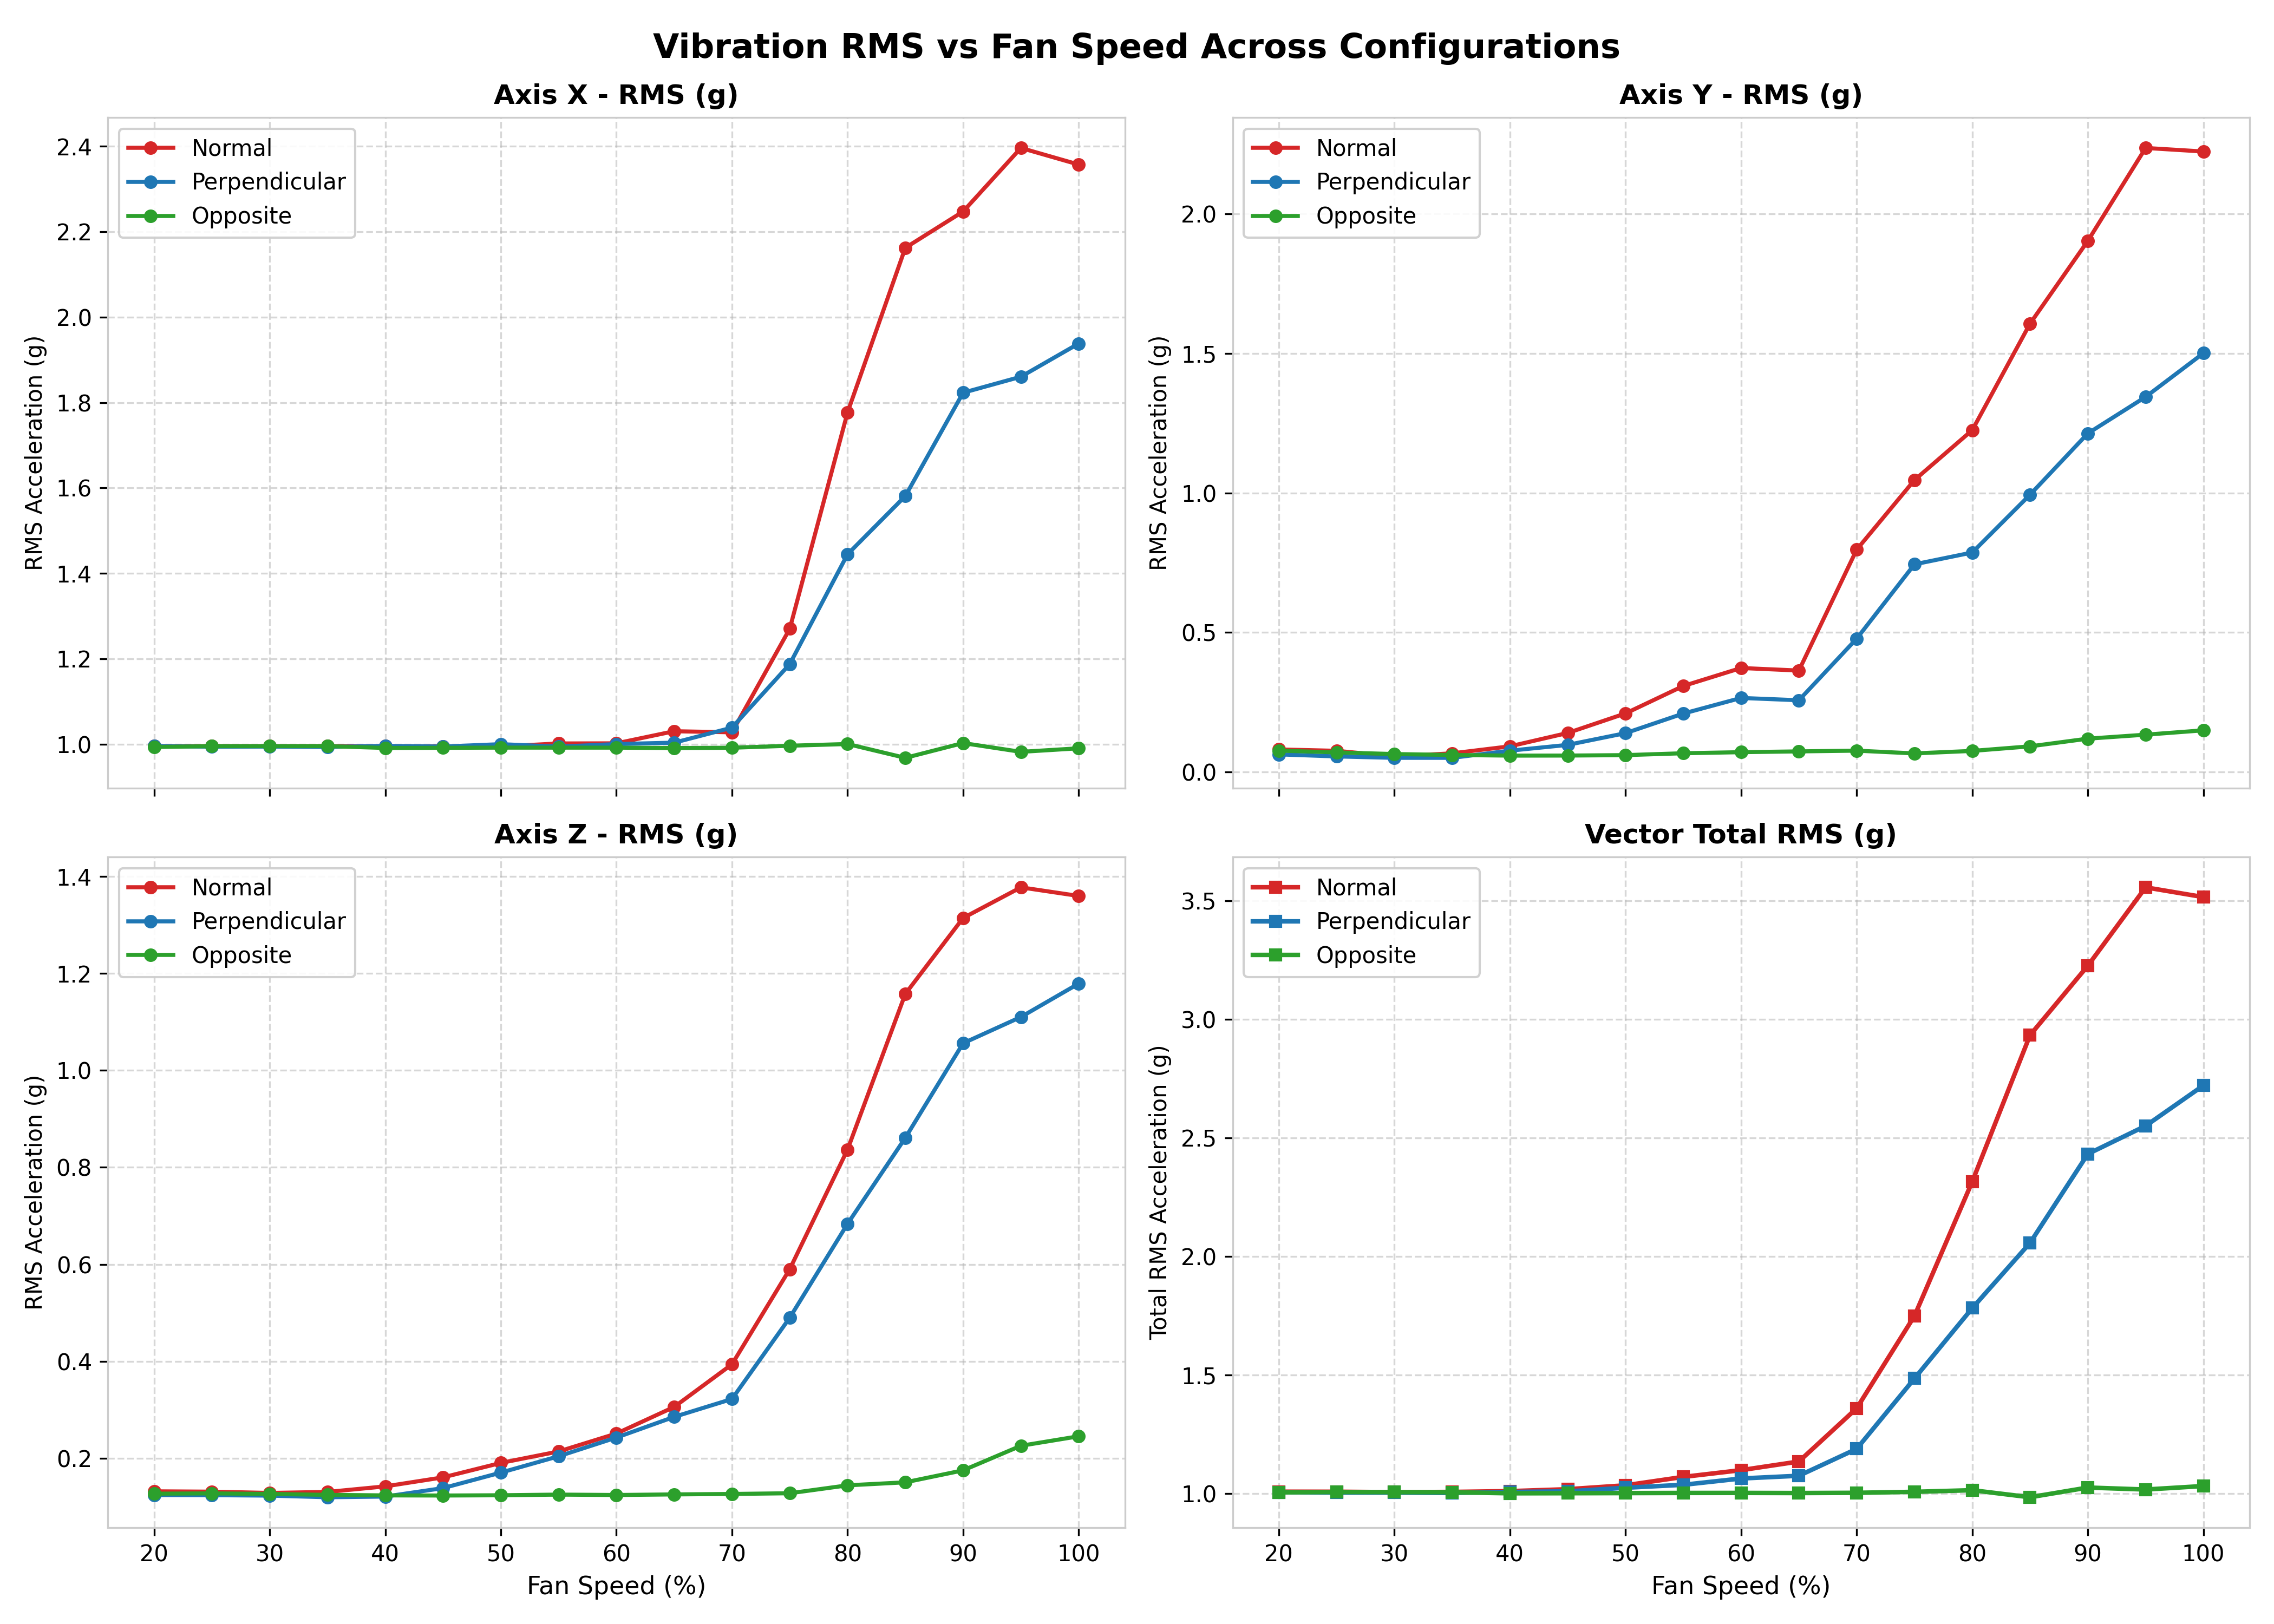 Vibration RMS vs Fan Speed Across Configurations
Axis X - RMS (g)
RMS Acceleration (g)
2.4
2.2
2.0
1.8
1.6
1.4
1.2
1.0
Normal
Perpendicular
Opposite
Axis Y - RMS (g)
RMS Acceleration (g)
2.0
1.5
1.0
0.5
0.0
Normal
Perpendicular
Opposite
Axis Z - RMS (g)
RMS Acceleration (g)
1.4
1.2
1.0
0.8
0.6
0.4
0.2
Normal
Perpendicular
Opposite
20 30 40 50 60 70 80 90 100
Fan Speed (%)
Vector Total RMS (g)
Total RMS Acceleration (g)
3.5
3.0
2.5
2.0
1.5
1.0
Normal
Perpendicular
Opposite
20 30 40 50 60 70 80 90 100
Fan Speed (%)